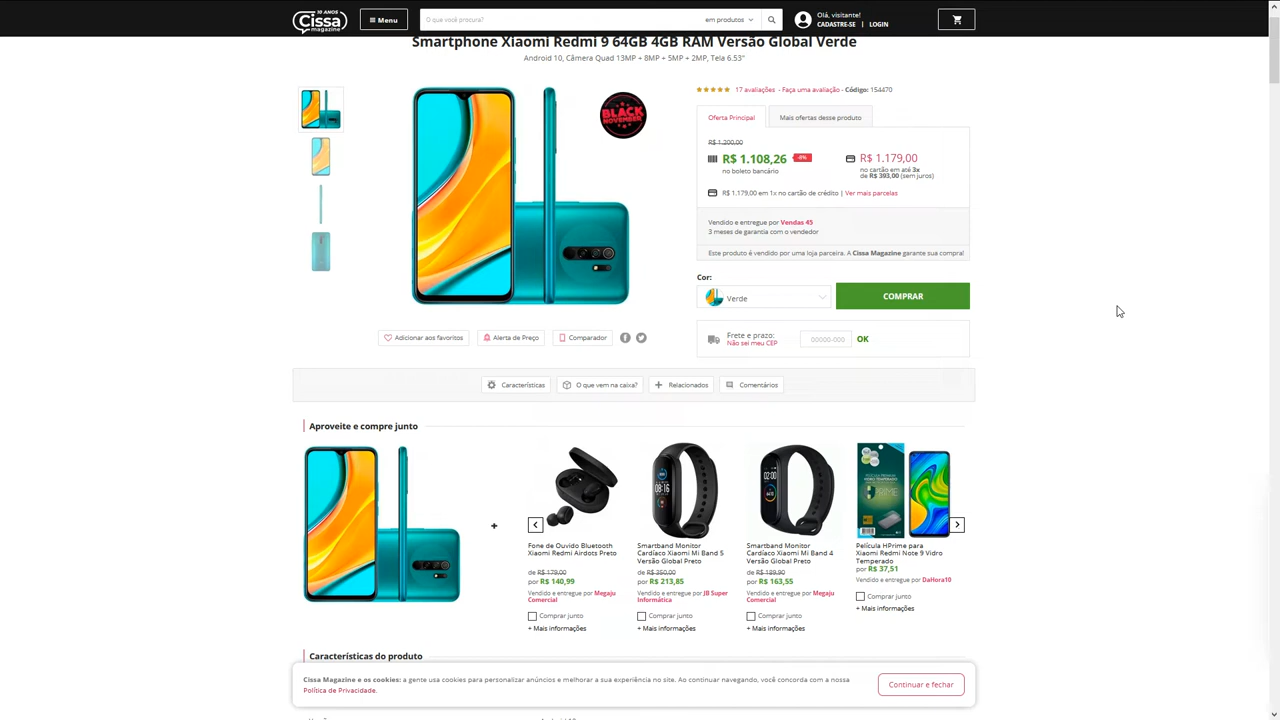 10 ANOS
Cissa
magazine
Menu
O que você procura?
em produtos
Olá, visitante!
CADASTRE-SE | LOGIN
Smartphone Xiaomi Redmi 9 64GB 4GB RAM Versão Global Verde
Android 10, Câmera Quad 13MP + 8MP + 5MP + 2MP, Tela 6.53"
BLACK
NOVEMBER
17 avaliações - Faça uma avaliação - Código: 154470
Oferta Principal
Mais ofertas desse produto
R$ 1.200,00
R$ 1.108,26
-6%
no boleto bancário
R$ 1.179,00
no cartão em até 3x
de R$ 393,00 (sem juros)
R$ 1.179,00 em 1x no cartão de crédito | Ver mais parcelas
Vendido e entregue por Vendas 45
3 meses de garantia com o vendedor
Este produto é vendido por uma loja parceira. A Cissa Magazine garante sua compra!
Cor:
Verde
COMPRAR
Adicionar aos favoritos
Alerta de Preço
Comparador
Frete e prazo:
Não sei meu CEP
00000-000
OK
Características
O que vem na caixa?
Relacionados
Comentários
Aproveite e compre junto
+
Fone de Ouvido Bluetooth
Xiaomi Redmi Airdots Preto
de R$ 179,00
por R$ 140,99
Vendido e entregue por Megaju
Comercial
Comprar junto
+ Mais informações
08:16
Smartband Monitor
Cardíaco Xiaomi Mi Band 5
Versão Global Preto
de R$ 350,00
por R$ 213,85
Vendido e entregue por JB Super
Informática
Comprar junto
+ Mais informações
02:00
Smartband Monitor
Cardíaco Xiaomi Mi Band 4
Versão Global Preto
de R$ 189,90
por R$ 163,55
Vendido e entregue por Megaju
Comercial
Comprar junto
+ Mais informações
Película HPrime para
Xiaomi Redmi Note 9 Vidro
Temperado
por R$ 37,51
Vendido e entregue por DaHora10
Comprar junto
+ Mais informações
Características do produto
Cissa Magazine e os cookies: a gente usa cookies para personalizar anúncios e melhorar a sua experiência no site. Ao continuar navegando, você concorda com a nossa
Política de Privacidade.
Continuar e fechar